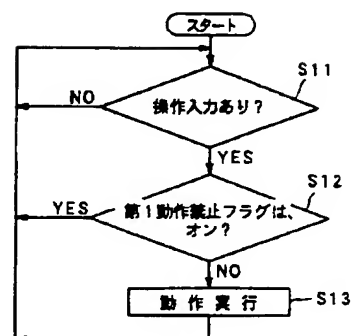 スタート
S11
NO
操作入力あり?
YES
S12
YES
第1動作禁止フラグは、
オン?
NO
動作実行
S13